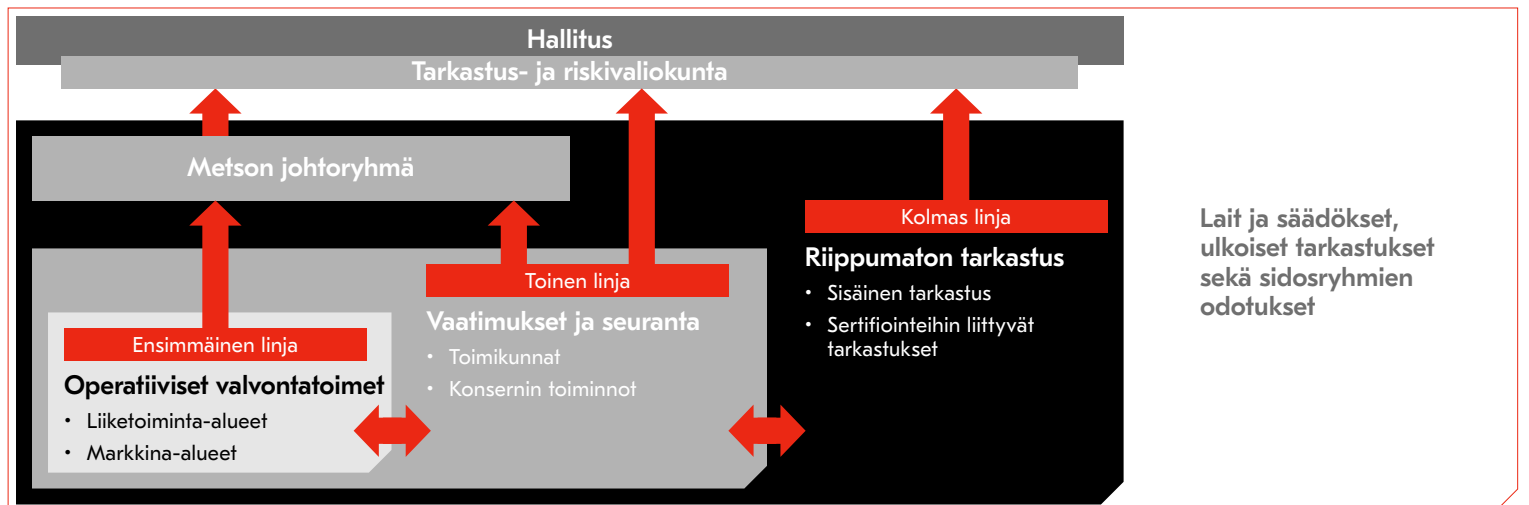 Hallitus
Tarkastus- ja riskivaliokunta
Metson johtoryhmä
Ensimmäinen linja
Operatiiviset valvontatoimet
• Liiketoiminta-alueet
• Markkina-alueet
Toinen linja
Vaatimukset ja seuranta
• Toimikunnat
• Konsernin toiminnot
Kolmas linja
Riippumaton tarkastus
• Sisäinen tarkastus
• Sertifiointeihin liittyvät
tarkastukset
Lait ja säädökset,
ulkoiset tarkastukset
sekä sidosryhmien
odotukset